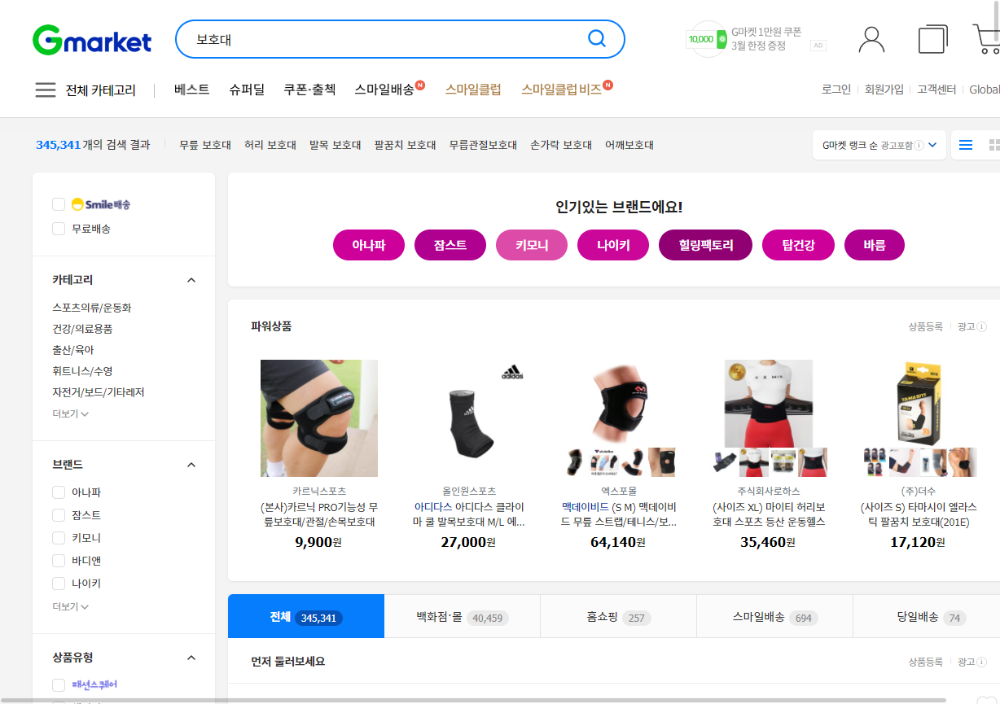 Gmarket
보호대
10,000
G마켓 1만원 쿠폰
3월 한정 증정
AD
전체 카테고리
베스트 슈퍼딜 쿠폰·출첵 스마일배송 N 스마일클럽 스마일클럽 비즈 N
로그인 회원가입 고객센터 Global
345,341개의 검색 결과
무릎 보호대 허리 보호대 발목 보호대 팔꿈치 보호대 무릅관절보호대 손가락 보호대 어깨보호대
G마켓 랭크 순 광고포함
Smile배송
무료배송
카테고리
스포츠의류/운동화
건강/의료용품
출산/육아
휘트니스/수영
자전거/보드/기타레저
더보기
브랜드
아나파
잠스트
키모니
바디앤
나이키
더보기
상품유형
패션스퀘어
인기있는 브랜드에요!
아나파 잠스트 키모니 나이키 힐링팩토리 탑건강 바름
파워상품
상품등록 광고
adidas
TAMASITI
카르닉스포츠
(본사)카르닉 PRO기능성 무
릎보호대/관절/손목보호대
9,900원
올인원스포츠
아디다스 아디다스 클라이
마 쿨 발목보호대 M/L 에...
27,000원
엑스포몰
맥데이비드 (S M) 맥데이비
드 무릎 스트랩/테니스/보...
64,140원
주식회사로하스
(사이즈 XL) 마이티 허리보
호대 스포츠 등산 운동헬스
35,460원
(주)더수
(사이즈 S) 타마시이 엘라스
틱 팔꿈치 보호대(201E)
17,120원
전체 345,341
백화점·몰 40,459
홈쇼핑 257
스마일배송 694
당일배송 74
먼저 둘러보세요
상품등록 광고